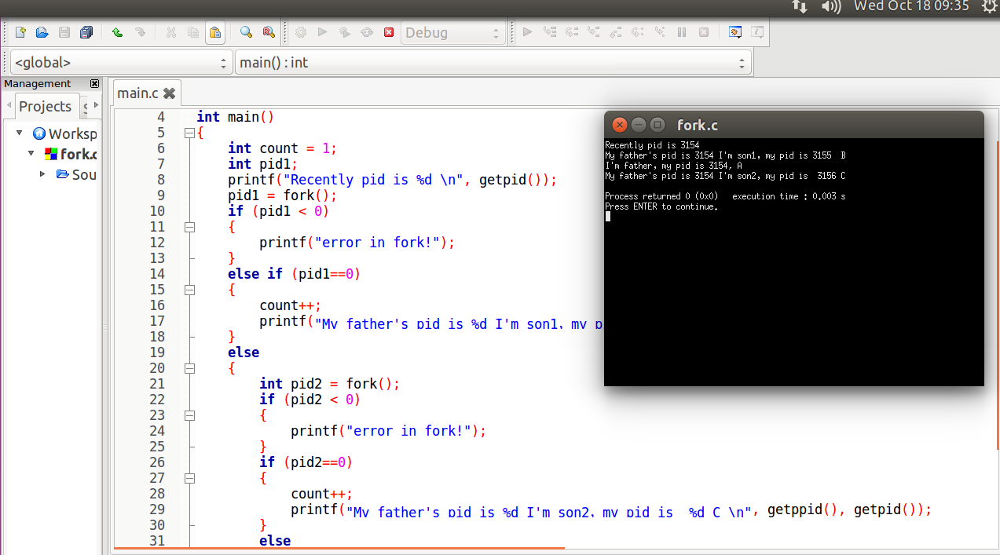 Wed Oct 18 09:35
Debug
<global>
main() : int
Management
Projects
main.c
Worksp
fork.c
Sou
4 int main()
5 {
6 int count = 1;
7 int pid1;
8 printf("Recently pid is %d \n", getpid());
9 pid1 = fork();
10 if (pid1 < 0)
11 {
12 printf("error in fork!");
13 }
14 else if (pid1==0)
15 {
16 count++;
17 printf("My father's pid is %d I'm son1, my p
18 }
19 else
20 {
21 int pid2 = fork();
22 if (pid2 < 0)
23 {
24 printf("error in fork!");
25 }
26 if (pid2==0)
27 {
28 count++;
29 printf("My father's pid is %d I'm son2, my pid is  %d C \n", getppid(), getpid());
30 }
31 else
fork.c
Recently pid is 3154
My father's pid is 3154 I'm son1, my pid is 3155  B
I'm father, my pid is 3154, A
My father's pid is 3154 I'm son2, my pid is  3156 C
Process returned 0 (0x0)   execution time : 0.003 s
Press ENTER to continue.